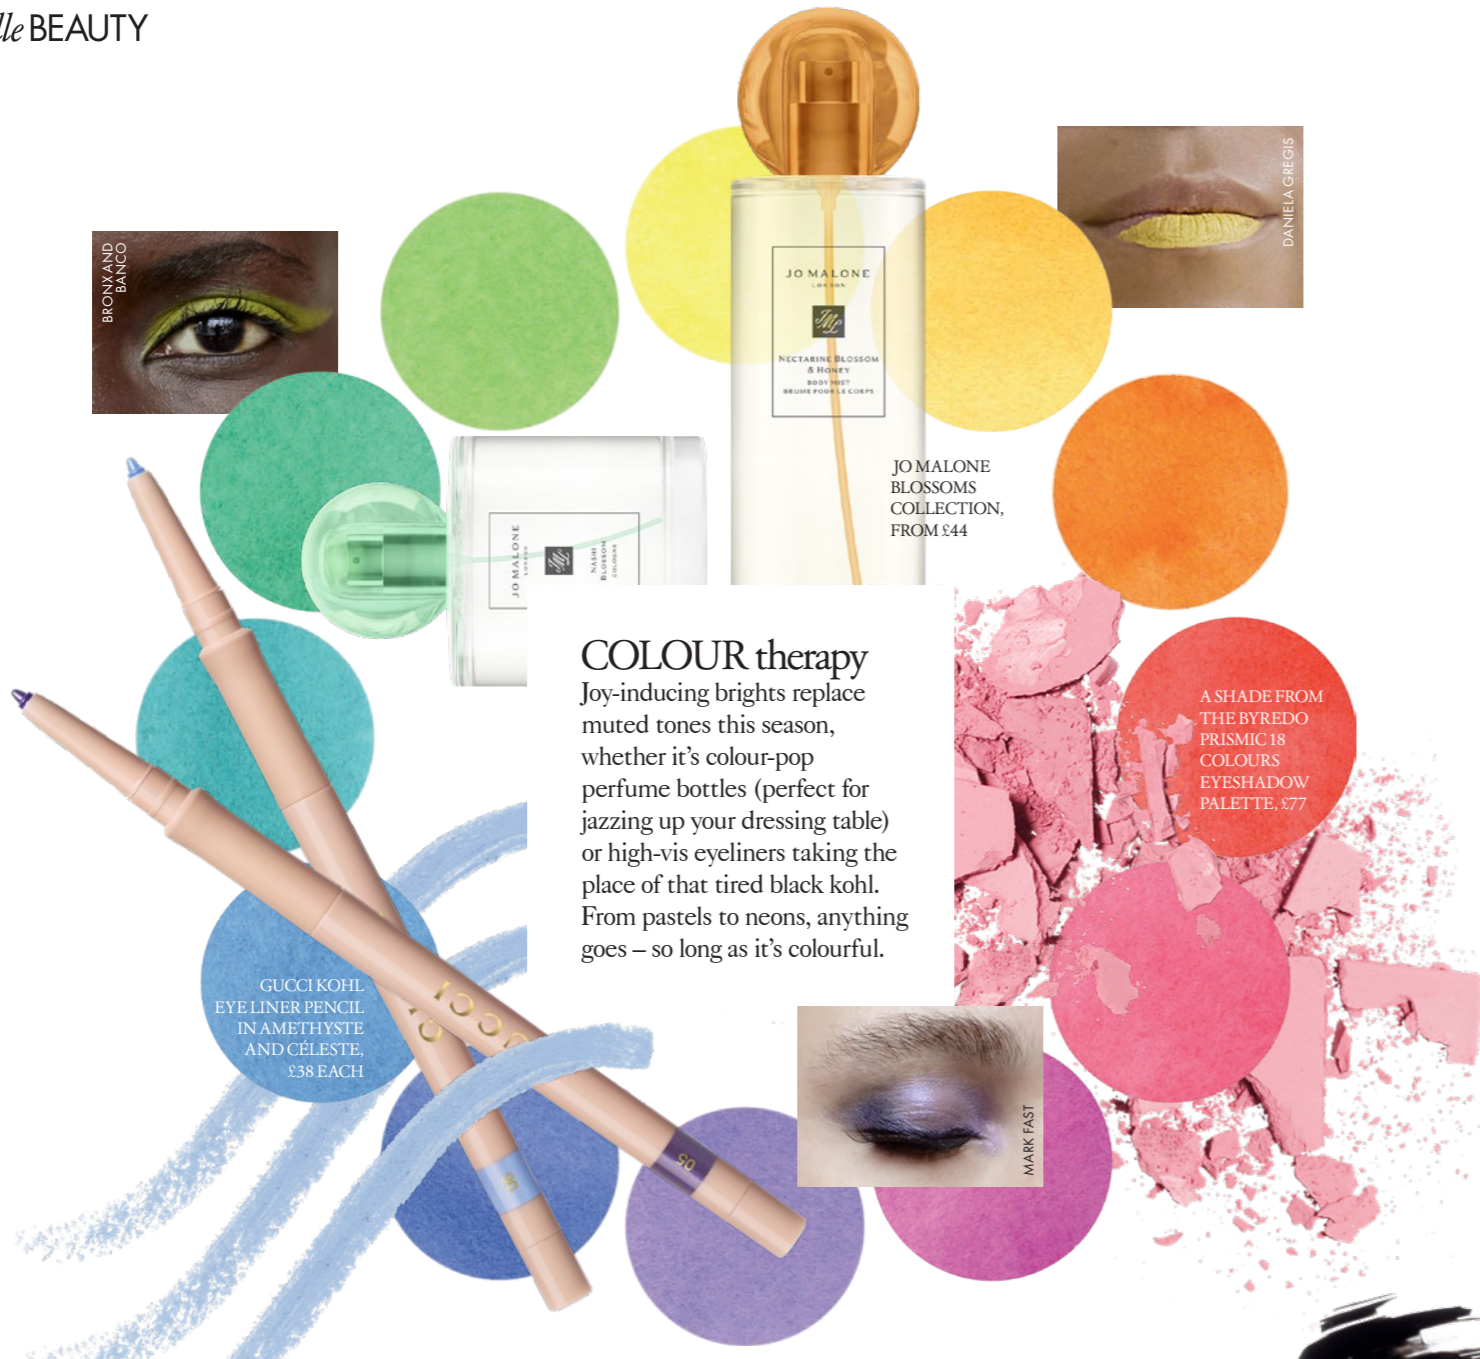 lle BEAUTY
BRONX AND
BANCO
DANIELA GREGIS
JO MALONE
LONDON
JML
NECTARINE BLOSSOM
& HONEY
BODY MIST
BRUME POUR LE CORPS
JO MALONE
BLOSSOMS
COLLECTION,
FROM £44
JO MALONE
LONDON
JML
NASHI
BLOSSOM
COLOGNE
COLOUR therapy
Joy-inducing brights replace
muted tones this season,
whether it’s colour-pop
perfume bottles (perfect for
jazzing up your dressing table)
or high-vis eyeliners taking the
place of that tired black kohl.
From pastels to neons, anything
goes – so long as it’s colourful.
A SHADE FROM
THE BYREDO
PRISMIC 18
COLOURS
EYESHADOW
PALETTE, £77
GUCCI KOHL
EYE LINER PENCIL
IN AMETHYSTE
AND CÉLESTE,
£38 EACH
05
MARK FAST